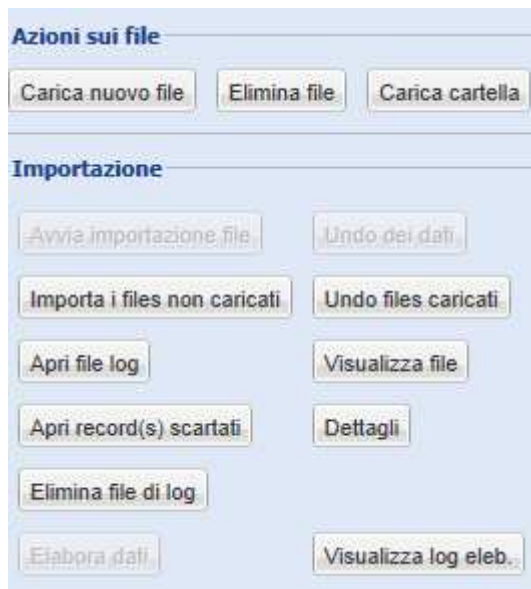 Azioni sui file
Carica nuovo file Elimina file Carica cartella
Importazione
Avvia importazione file Undo dei dati
Importa i files non caricati Undo files caricati
Apri file log Visualizza file
Apri record(s) scartati Dettagli
Elimina file di log
Elabora dati Visualizza log eleb.